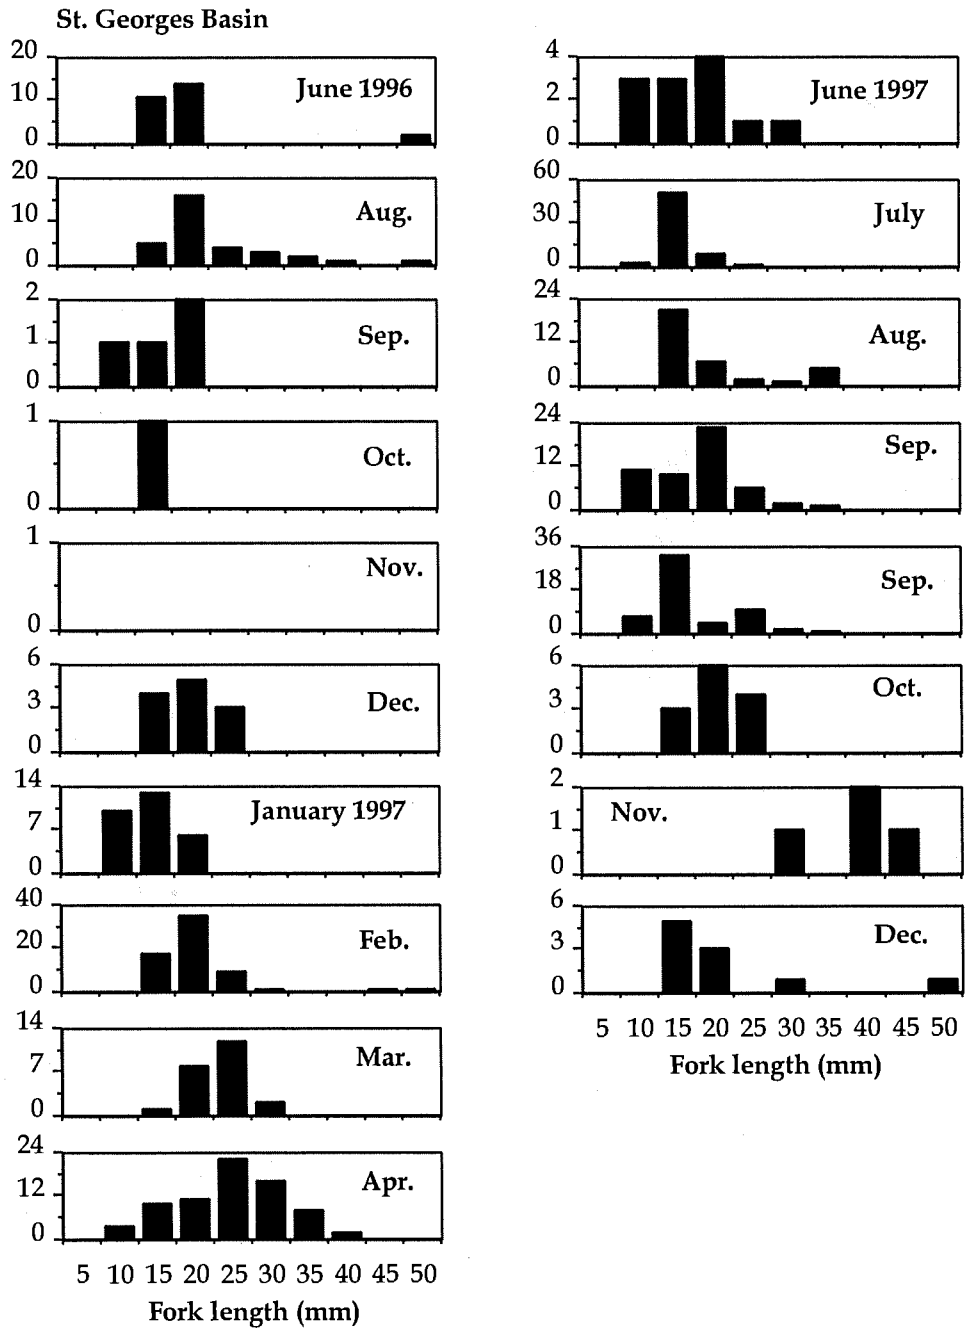 St. Georges Basin
20
10
0
June 1996
20
10
0
Aug.
2
1
0
Sep.
1
0
Oct.
1
0
Nov.
6
3
0
Dec.
14
7
0
January 1997
40
20
0
Feb.
14
7
0
Mar.
24
12
0
Apr.
5 10 15 20 25 30 35 40 45 50
Fork length (mm)
4
2
0
June 1997
60
30
0
July
24
12
0
Aug.
24
12
0
Sep.
36
18
0
Sep.
6
3
0
Oct.
2
1
0
Nov.
6
3
0
Dec.
5 10 15 20 25 30 35 40 45 50
Fork length (mm)